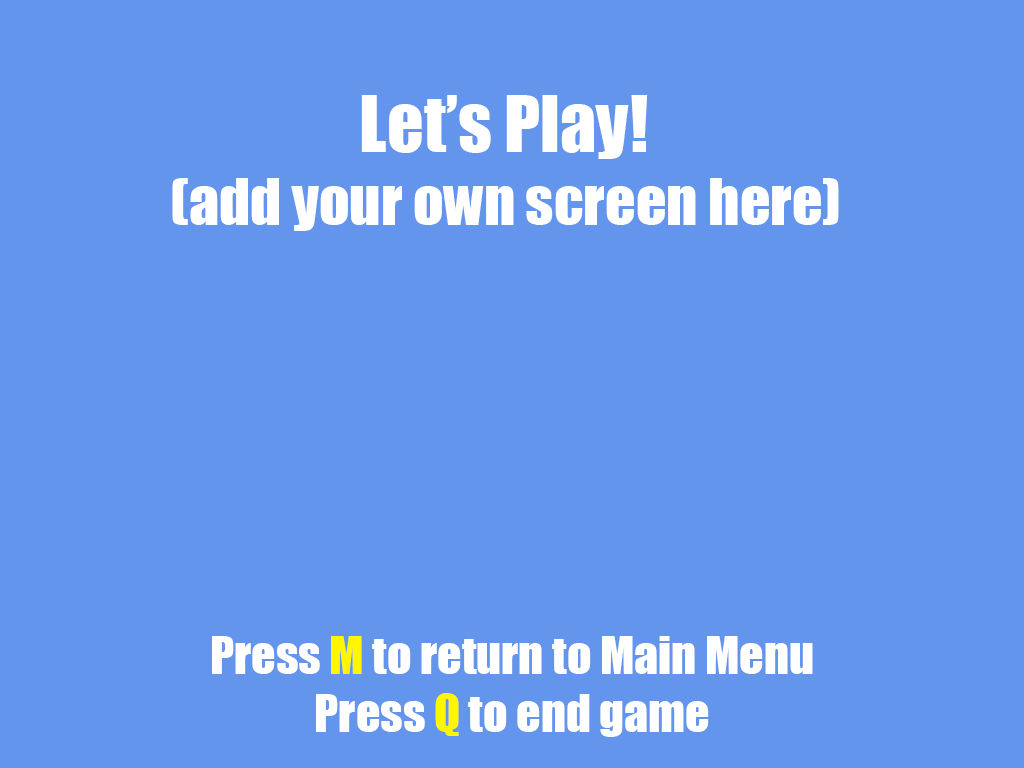 Let’s Play!
(add your own screen here)
Press M to return to Main Menu
Press Q to end game